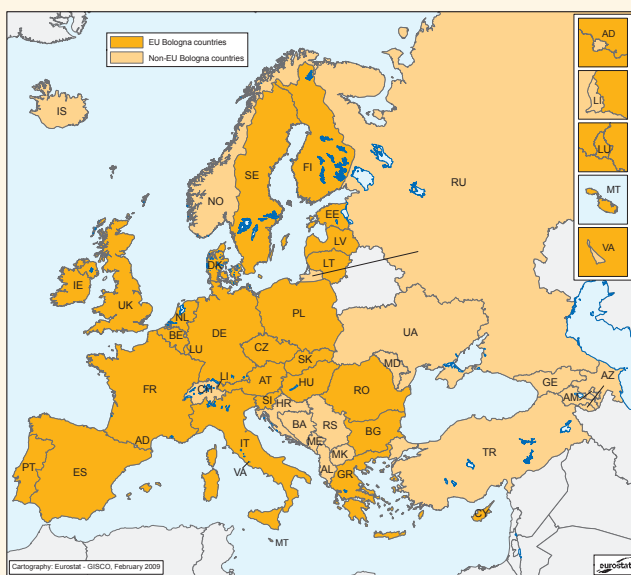 EU Bologna countries
Non-EU Bologna countries
AD
LI
LU
MT
VA
IS
NO
SE
FI
RU
EE
LV
LT
DK
IE
UK
NL
BE
LU
DE
PL
CZ
SK
UA
MD
FR
LI
CH
AT
HU
RO
SI
HR
BA
RS
ME
MK
AL
BG
GR
IT
VA
AD
PT
ES
MT
CY
TR
GE
AM
AZ
Cartography: Eurostat - GISCO, February 2009
eurostat